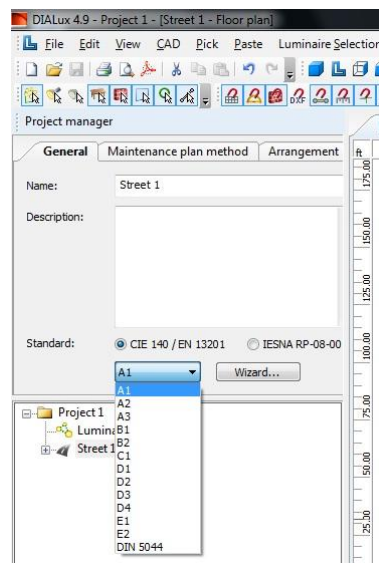 DIALux 4.9 - Project 1 - [Street 1 - Floor plan]
File Edit View CAD Pick Paste Luminaire Selection
DXF
Project manager
General Maintenance plan method Arrangement
ft
Name: Street 1
Description:
Standard: CIE 140 / EN 13201 IESNA RP-08-00
A1 Wizard...
A1
A2
A3
B1
B2
C1
D1
D2
D3
D4
E1
E2
DIN 5044
Project 1
Lumina
Street 1
175.00
150.00
125.00
100.00
75.00
50.00
25.00